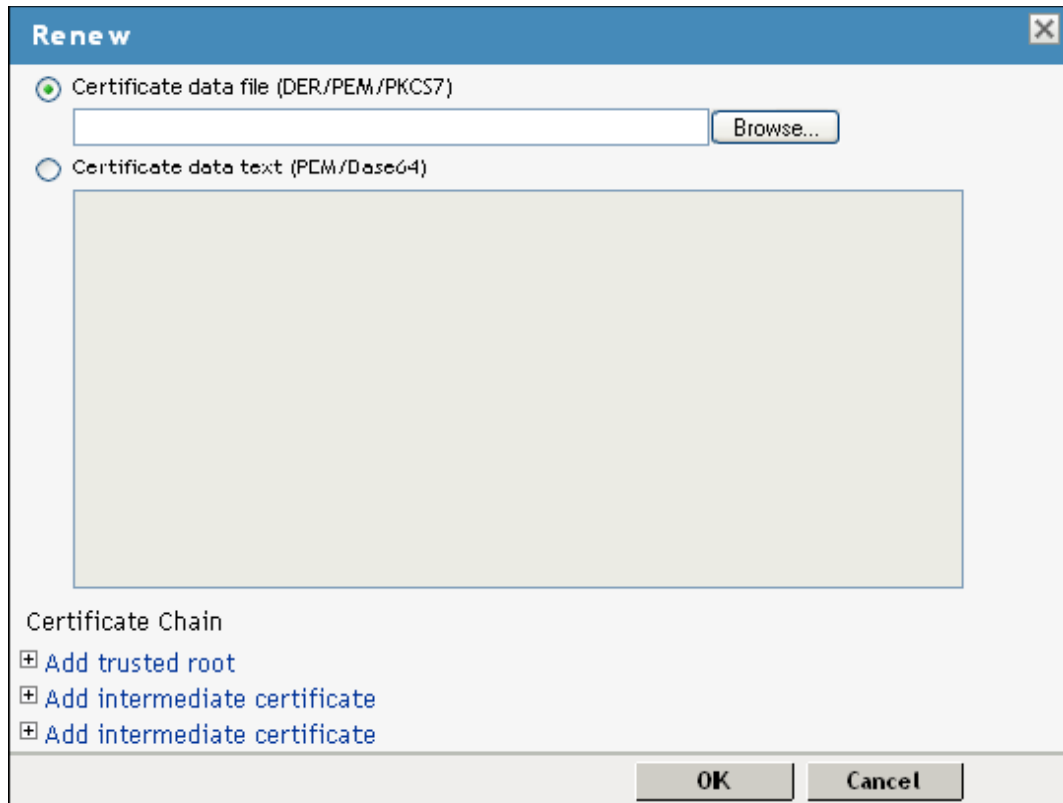 Renew
Certificate data file (DER/PEM/PKCS7)
Browse...
Certificate data text (PEM/Base64)
Certificate Chain
Add trusted root
Add intermediate certificate
Add intermediate certificate
OK Cancel